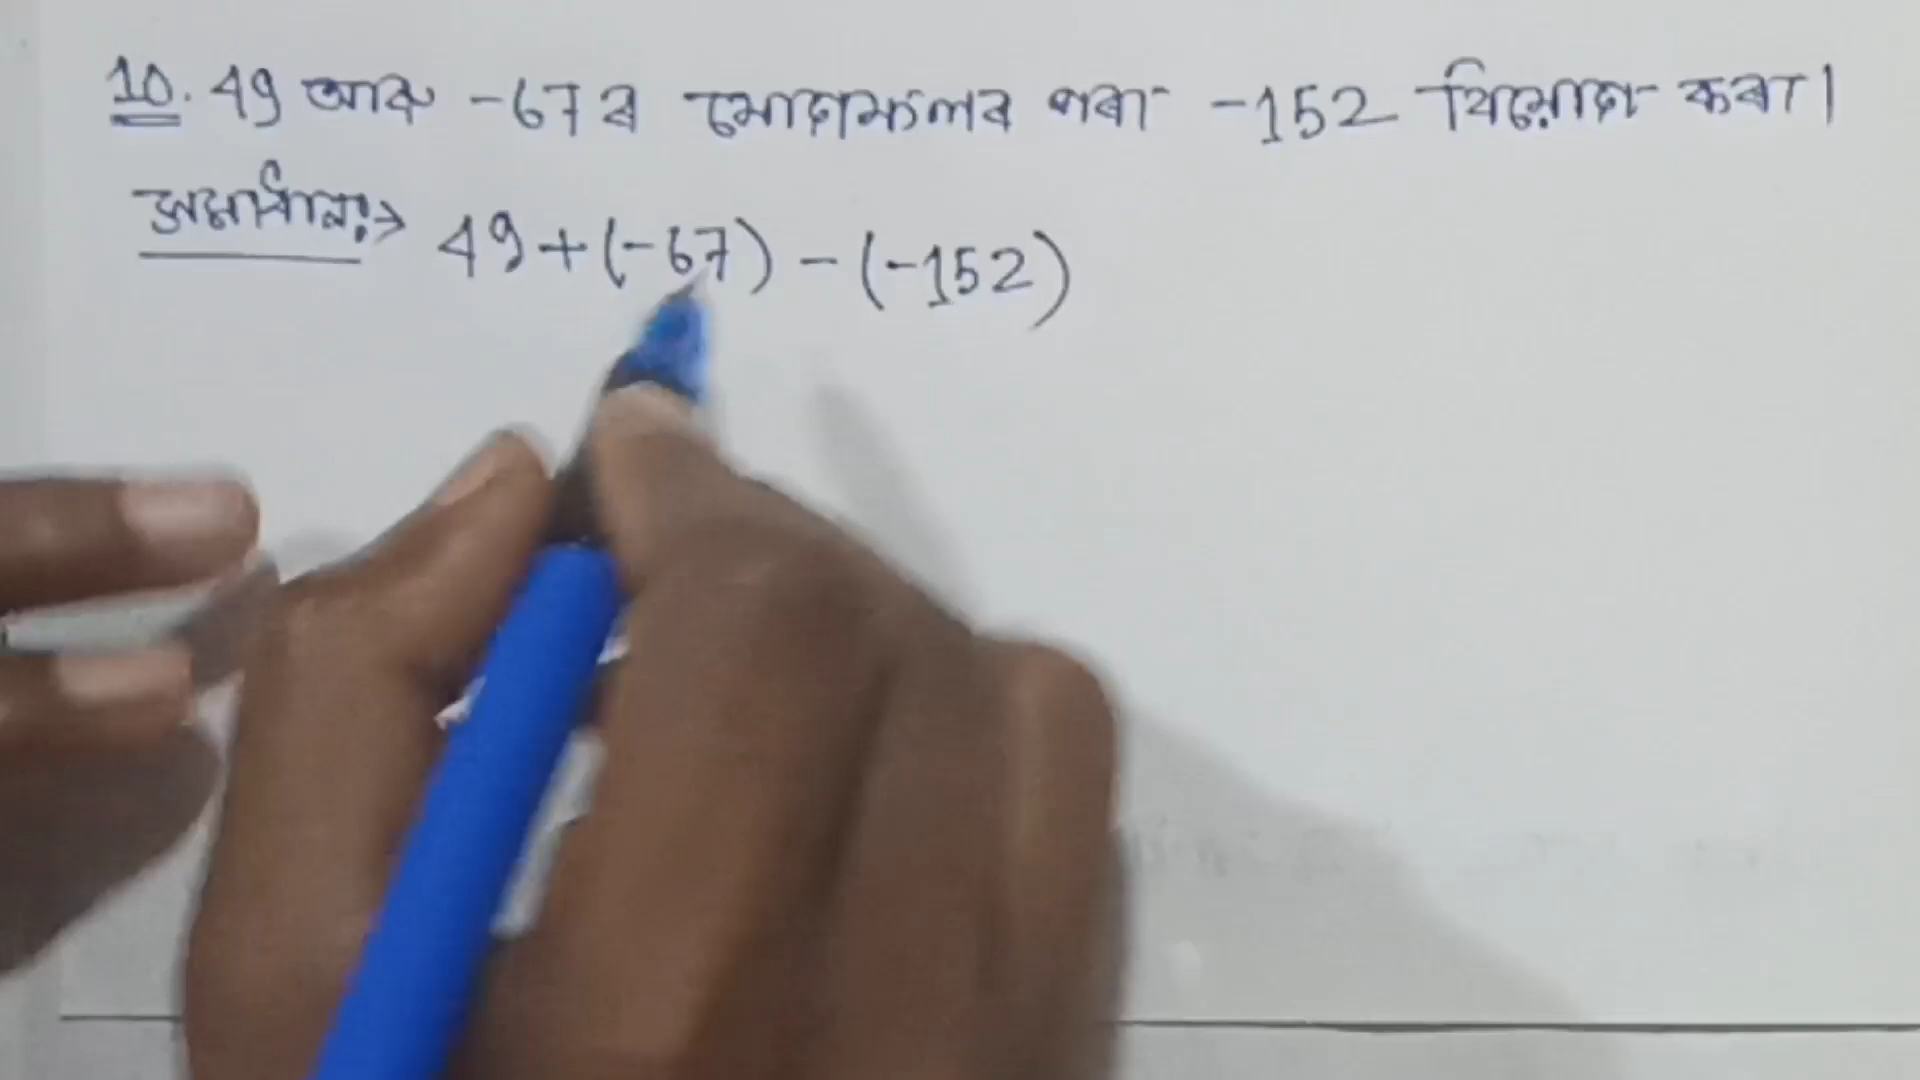 10. 49 আৰু -67ৰ যোগফলৰ পৰা -152 বিয়োগ কৰা।
সমাধান:→ 49+(-67)-(-152)